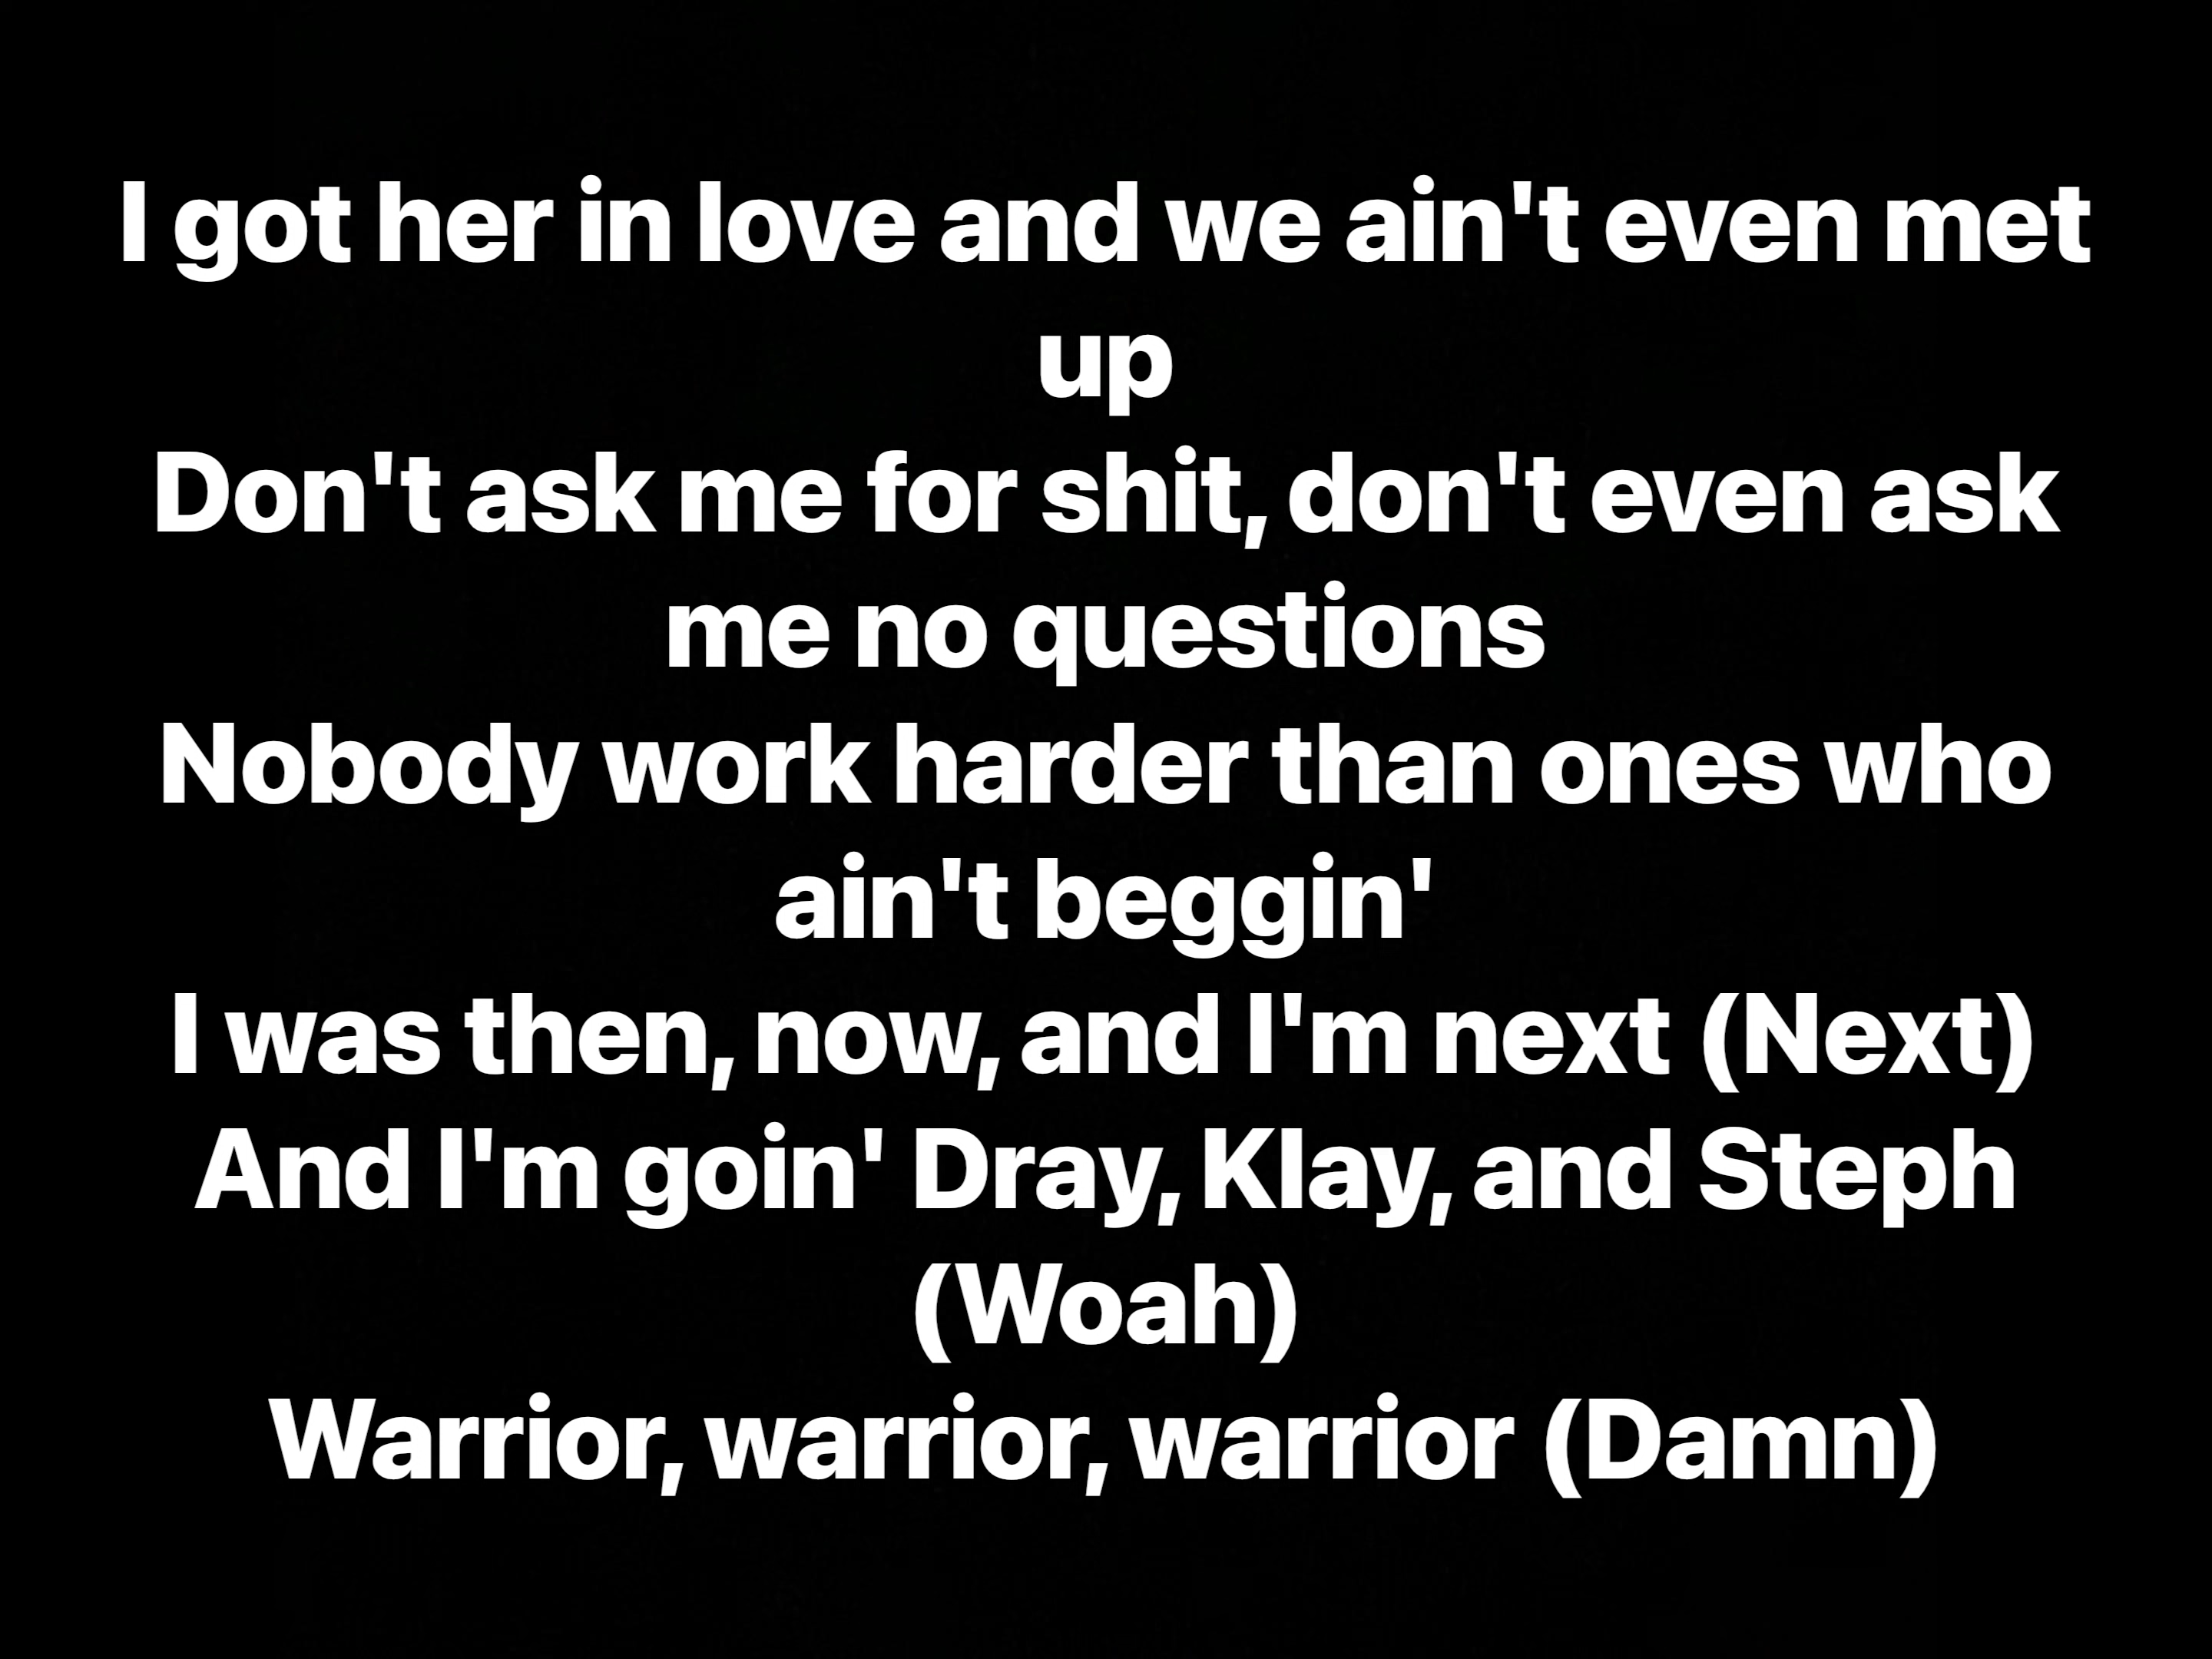 I got her in love and we ain't even met
up
Don't ask me for shit, don't even ask
me no questions
Nobody work harder than ones who
ain't beggin'
I was then, now, and I'm next (Next)
And I'm goin' Dray, Klay, and Steph
(Woah)
Warrior, warrior, warrior (Damn)